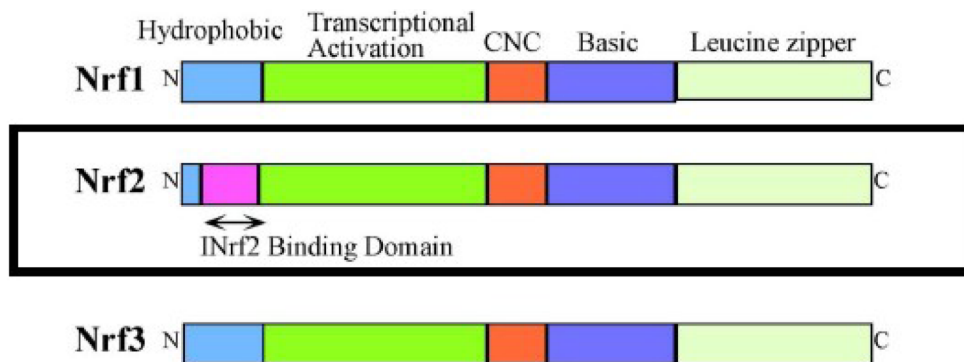 Hydrophobic Transcriptional Activation CNC Basic Leucine zipper
Nrf1 N C
Nrf2 N C
INrf2 Binding Domain
Nrf3 N C